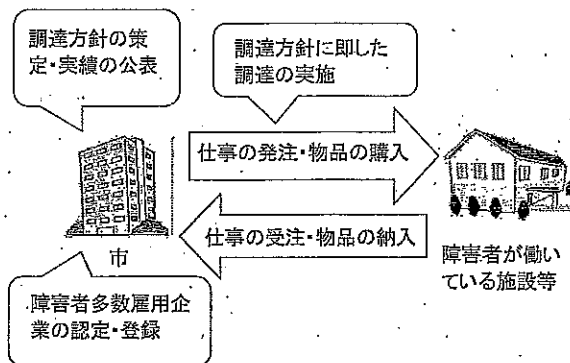 調達方針の策
定・実績の公表
調達方針に即した
調達の実施
仕事の発注・物品の購入
仕事の受注・物品の納入
市
障害者が働い
ている施設等
障害者多数雇用企
業の認定・登録